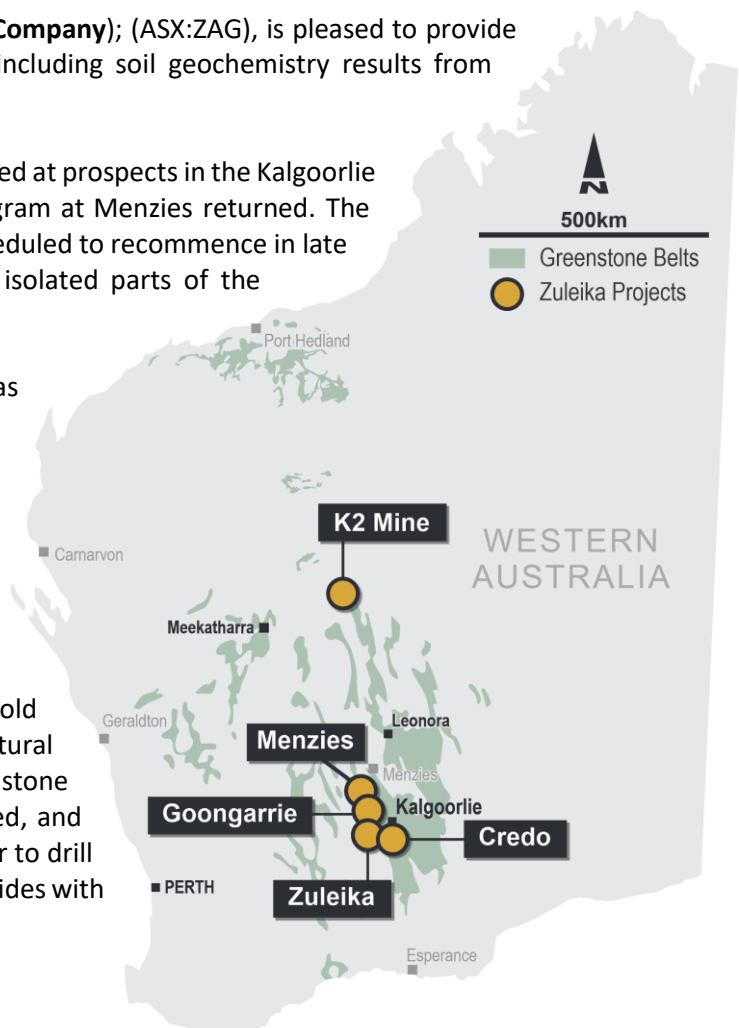 Company); (ASX:ZAG), is pleased to provide
including soil geochemistry results from
ed at prospects in the Kalgoorlie
gram at Menzies returned. The
eduled to recommence in late
isolated parts of the
as
old
tural
stone
ed, and
r to drill
ides with
N
500km
Greenstone Belts
Zuleika Projects
Port Hedland
K2 Mine
WESTERN
AUSTRALIA
Carnarvon
Meekatharra
Geraldton
Leonora
Menzies
Menzies
Goongarrie
Kalgoorlie
Credo
PERTH
Zuleika
Esperance